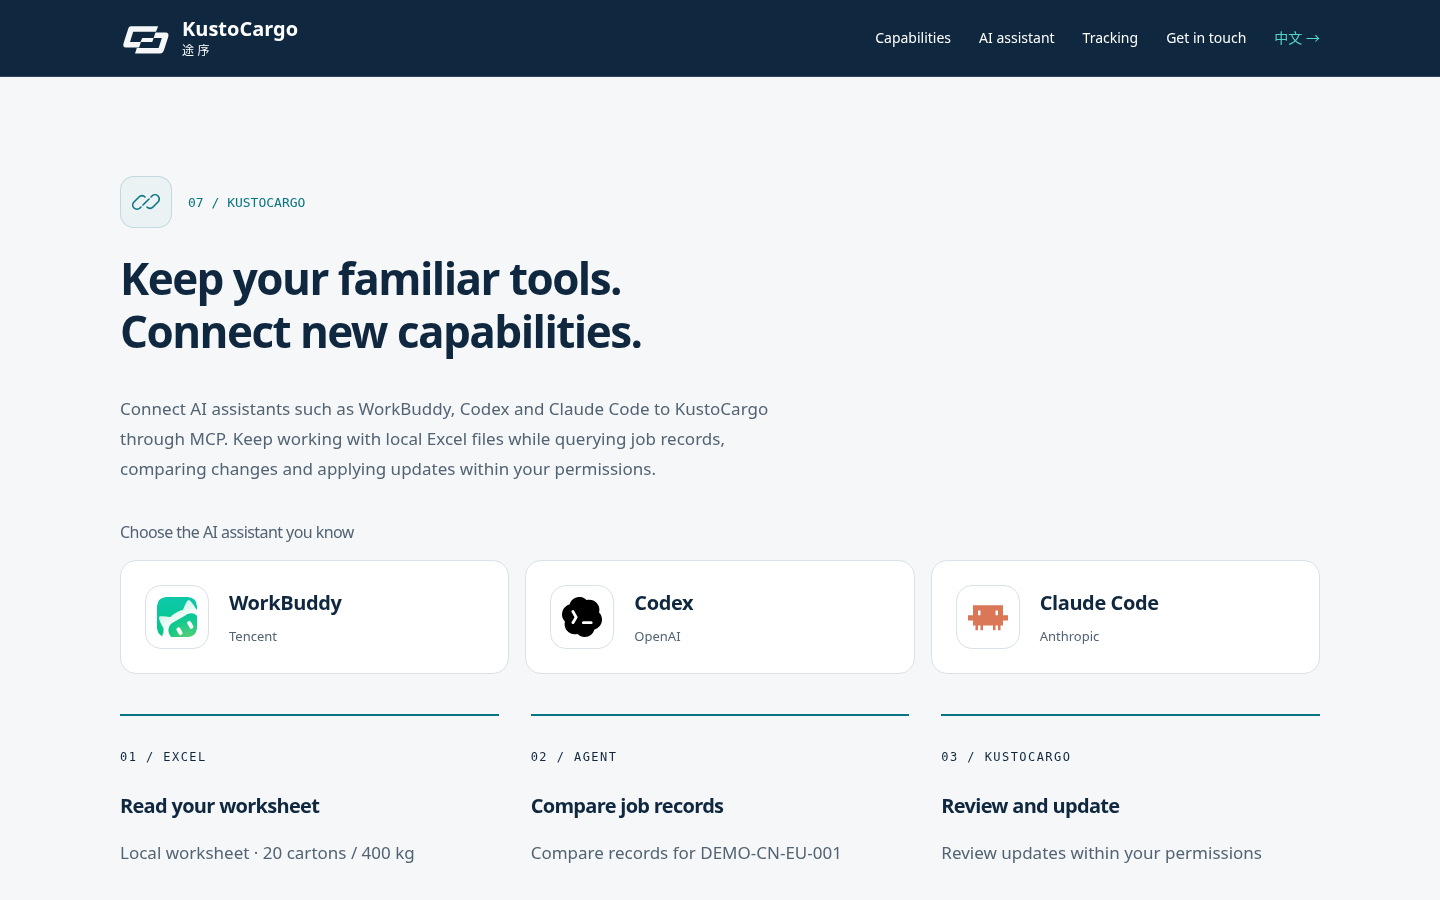 KustoCargo
途序
Capabilities
AI assistant
Tracking
Get in touch
中文 →
07 / KUSTOCARGO
Keep your familiar tools.
Connect new capabilities.
Connect AI assistants such as WorkBuddy, Codex and Claude Code to KustoCargo
through MCP. Keep working with local Excel files while querying job records,
comparing changes and applying updates within your permissions.
Choose the AI assistant you know
WorkBuddy
Tencent
Codex
OpenAI
Claude Code
Anthropic
01 / EXCEL
Read your worksheet
Local worksheet · 20 cartons / 400 kg
02 / AGENT
Compare job records
Compare records for DEMO-CN-EU-001
03 / KUSTOCARGO
Review and update
Review updates within your permissions